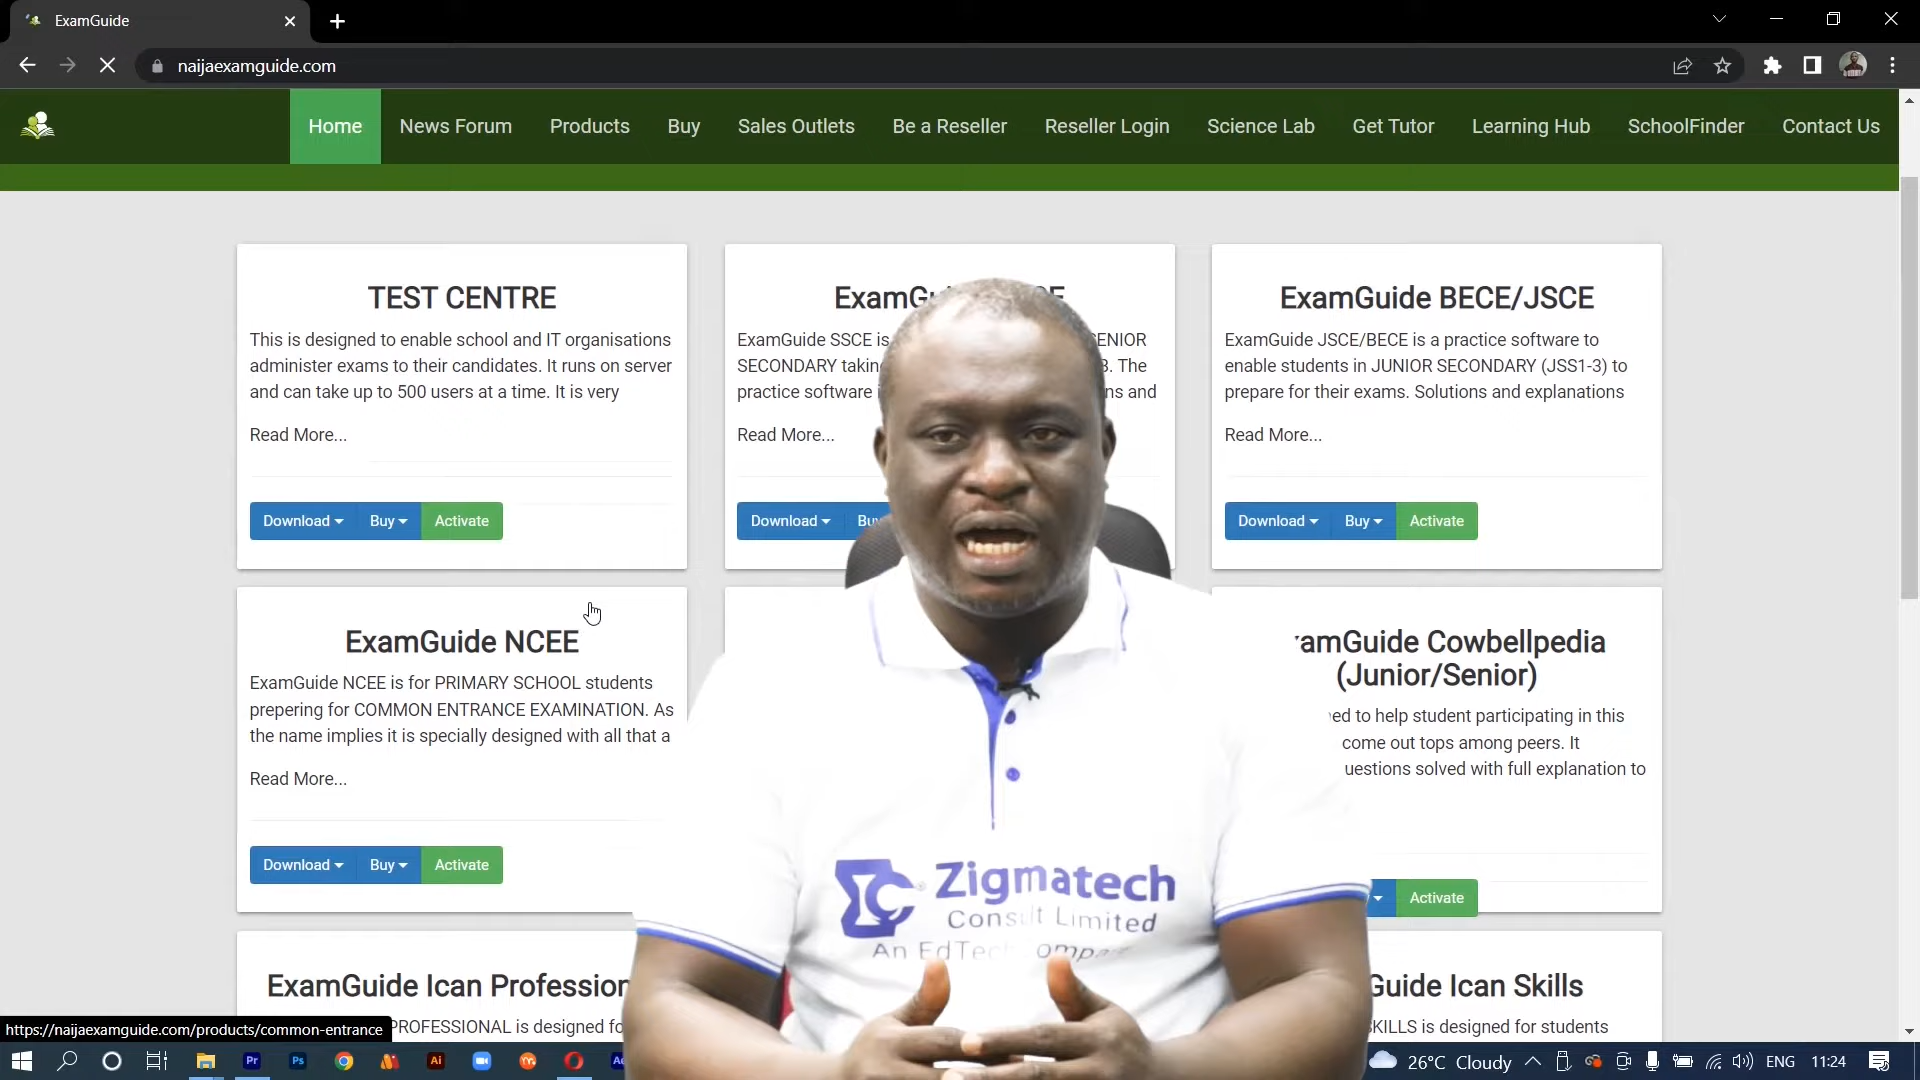 ExamGuide
naijaexamguide.com
Home News Forum Products Buy Sales Outlets Be a Reseller Reseller Login Science Lab Get Tutor Learning Hub SchoolFinder Contact Us
TEST CENTRE
This is designed to enable school and IT organisations
administer exams to their candidates. It runs on server
and can take up to 500 users at a time. It is very
Read More...
Download Buy Activate
ExamGuide SSCE is ENIOR
SECONDARY The
practice software
Read More...
Download
ExamGuide BECE/JSCE
ExamGuide JSCE/BECE is a practice software to
enable students in JUNIOR SECONDARY (JSS1-3) to
prepare for their exams. Solutions and explanations
Read More...
Download Buy Activate
ExamGuide NCEE
ExamGuide NCEE is for PRIMARY SCHOOL students
prepering for COMMON ENTRANCE EXAMINATION. As
the name implies it is specially designed with all that a
Read More...
Download Buy Activate
amGuide Cowbellpedia
(Junior/Senior)
ed to help student participating in this
come out tops among peers. It
uestions solved with full explanation to
Activate
Zigmatech
Consult Limited
An EdTech
ExamGuide Ican Profession
PROFESSIONAL is designed
Guide Ican Skills
SKILLS is designed for students
https://naijaexamguide.com/products/common-entrance
26°C Cloudy ENG 11:24